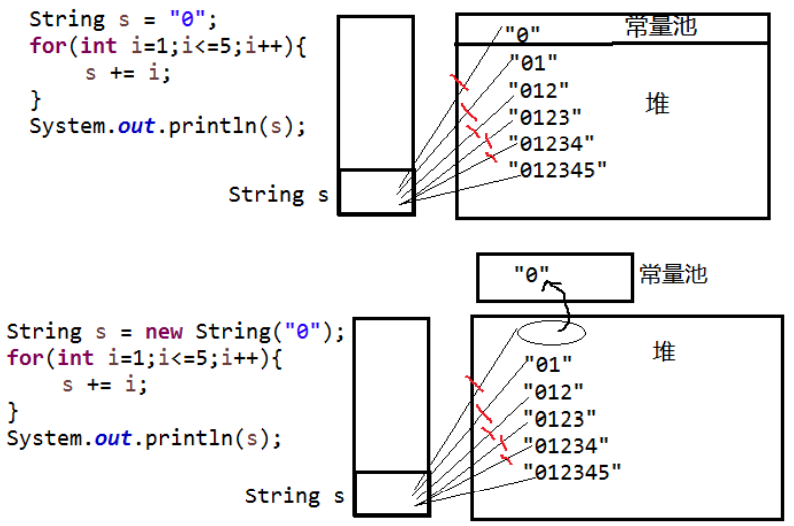 String s = "0";
for(int i=1;i<=5;i++){
s += i;
}
System.out.println(s);
String s
常量池
"0"
"01"
"012"
"0123"
"01234"
"012345"
堆
String s = new String("0");
for(int i=1;i<=5;i++){
s += i;
}
System.out.println(s);
String s
"0"
常量池
堆
"01"
"012"
"0123"
"01234"
"012345"